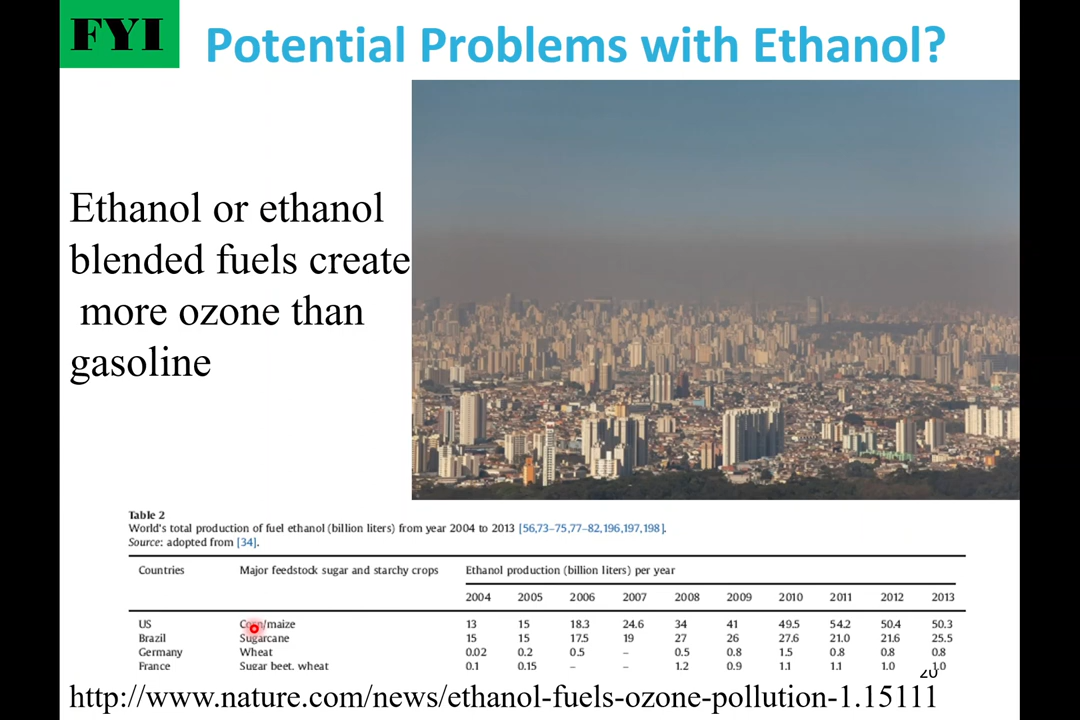 FYI
Potential Problems with Ethanol?
Ethanol or ethanol
blended fuels create
more ozone than
gasoline
Table 2
World's total production of fuel ethanol (billion liters) from year 2004 to 2013 [56,73–75,77–82,196,197,198].
Source: adopted from [34].
Countries Major feedstock sugar and starchy crops Ethanol production (billion liters) per year
2004 2005 2006 2007 2008 2009 2010 2011 2012 2013
US Corn/maize 13 15 18.3 24.6 34 41 49.5 54.2 50.4 50.3
Brazil Sugarcane 15 15 17.5 19 27 26 27.6 21.0 21.6 25.5
Germany Wheat 0.02 0.2 0.5 – 0.5 0.8 1.5 0.8 0.8 0.8
France Sugar beet, wheat 0.1 0.15 – – 1.2 0.9 1.1 1.1 1.0 1.0
20
http://www.nature.com/news/ethanol-fuels-ozone-pollution-1.15111